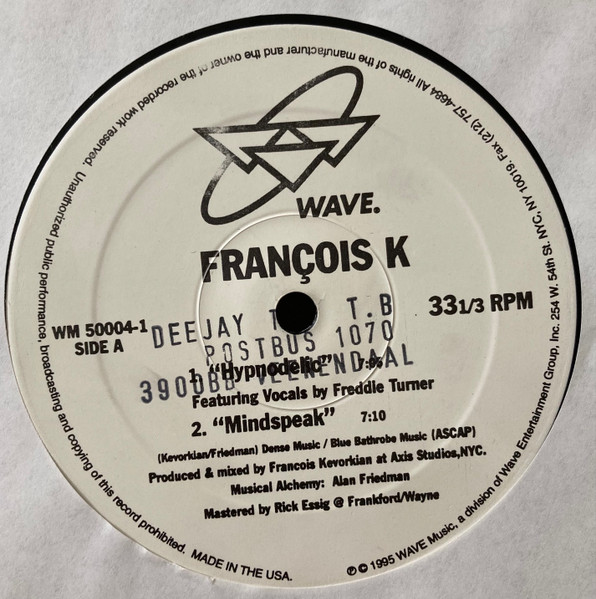 WAVE.
FRANÇOIS K
33 1/3 RPM
WM 50004-1
SIDE A
DEEJAY T.B
POSTBUS 1070
3900BB VEENENDAAL
1. “Hypnodelic”
Featuring Vocals by Freddie Turner
2. “Mindspeak” 7:10
(Kevorkian/Friedman) Dense Music / Blue Bathrobe Music (ASCAP)
Produced & mixed by Francois Kevorkian at Axis Studios,NYC.
Musical Alchemy: Alan Friedman
Mastered by Rick Essig @ Frankford/Wayne
℗ © 1995 WAVE Music, a division of Wave Entertainment Group, Inc. 254 W. 54th St. NYC, NY 10019. Fax (212) 757-4684 All rights of the manufacturer and the owner of the recorded work reserved. Unauthorized public performance, broadcasting and copying of this record prohibited. MADE IN THE USA.